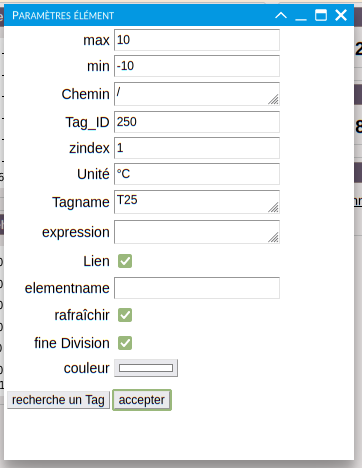 Paramètres élément
max 10
min -10
Chemin /
Tag_ID 250
zindex 1
Unité °C
Tagname T25
expression
Lien
elementname
rafraîchir
fine Division
couleur
recherche un Tag accepter